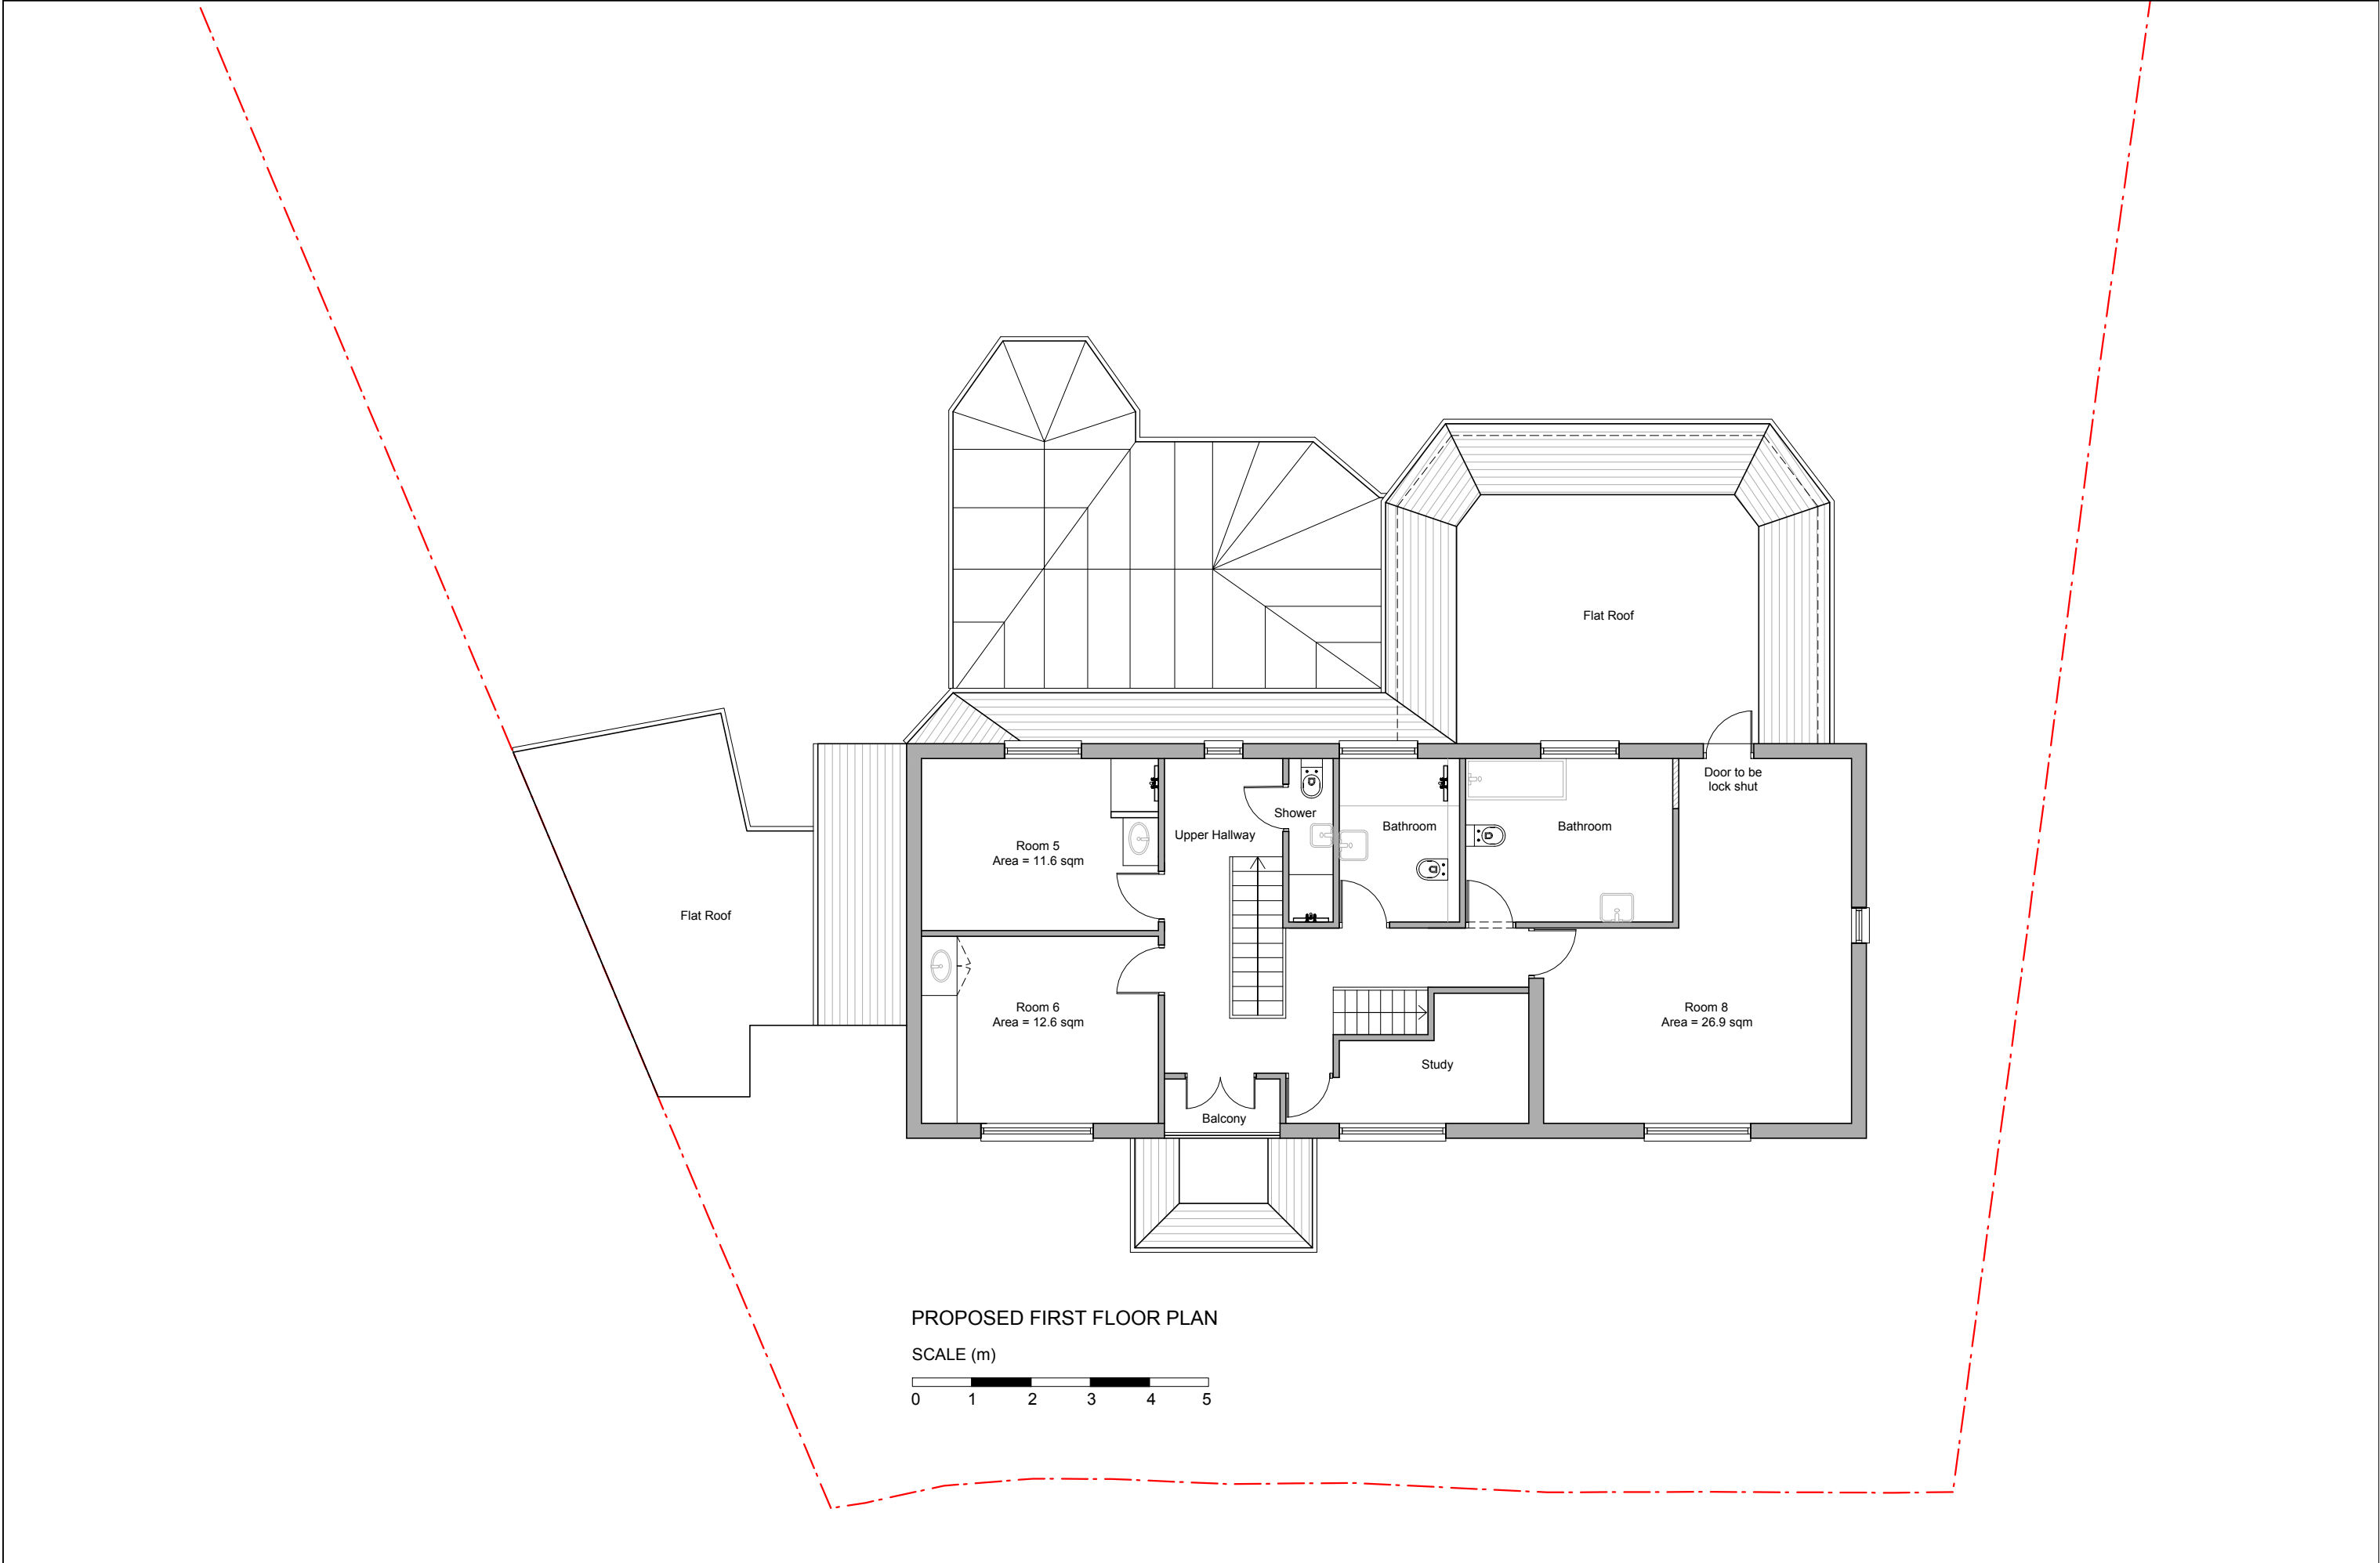 Flat Roof
Door to be
lock shut
Shower
Bathroom
Bathroom
Upper Hallway
Room 5
Area = 11.6 sqm
Flat Roof
Room 6
Area = 12.6 sqm
Room 8
Area = 26.9 sqm
Study
Balcony
PROPOSED FIRST FLOOR PLAN
SCALE (m)
0 1 2 3 4 5